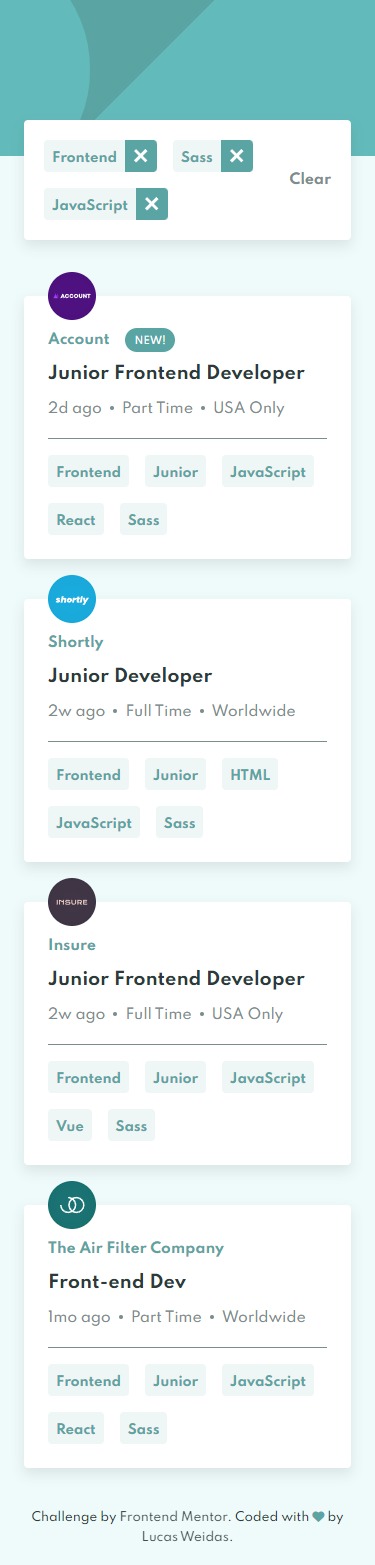 Frontend Sass
Clear
JavaScript
ACCOUNT
Account NEW!
Junior Frontend Developer
2d ago • Part Time • USA Only
Frontend Junior JavaScript
React Sass
shortly
Shortly
Junior Developer
2w ago • Full Time • Worldwide
Frontend Junior HTML
JavaScript Sass
INSURE
Insure
Junior Frontend Developer
2w ago • Full Time • USA Only
Frontend Junior JavaScript
Vue Sass
The Air Filter Company
Front-end Dev
1mo ago • Part Time • Worldwide
Frontend Junior JavaScript
React Sass
Challenge by Frontend Mentor. Coded with ♥ by
Lucas Weidas.